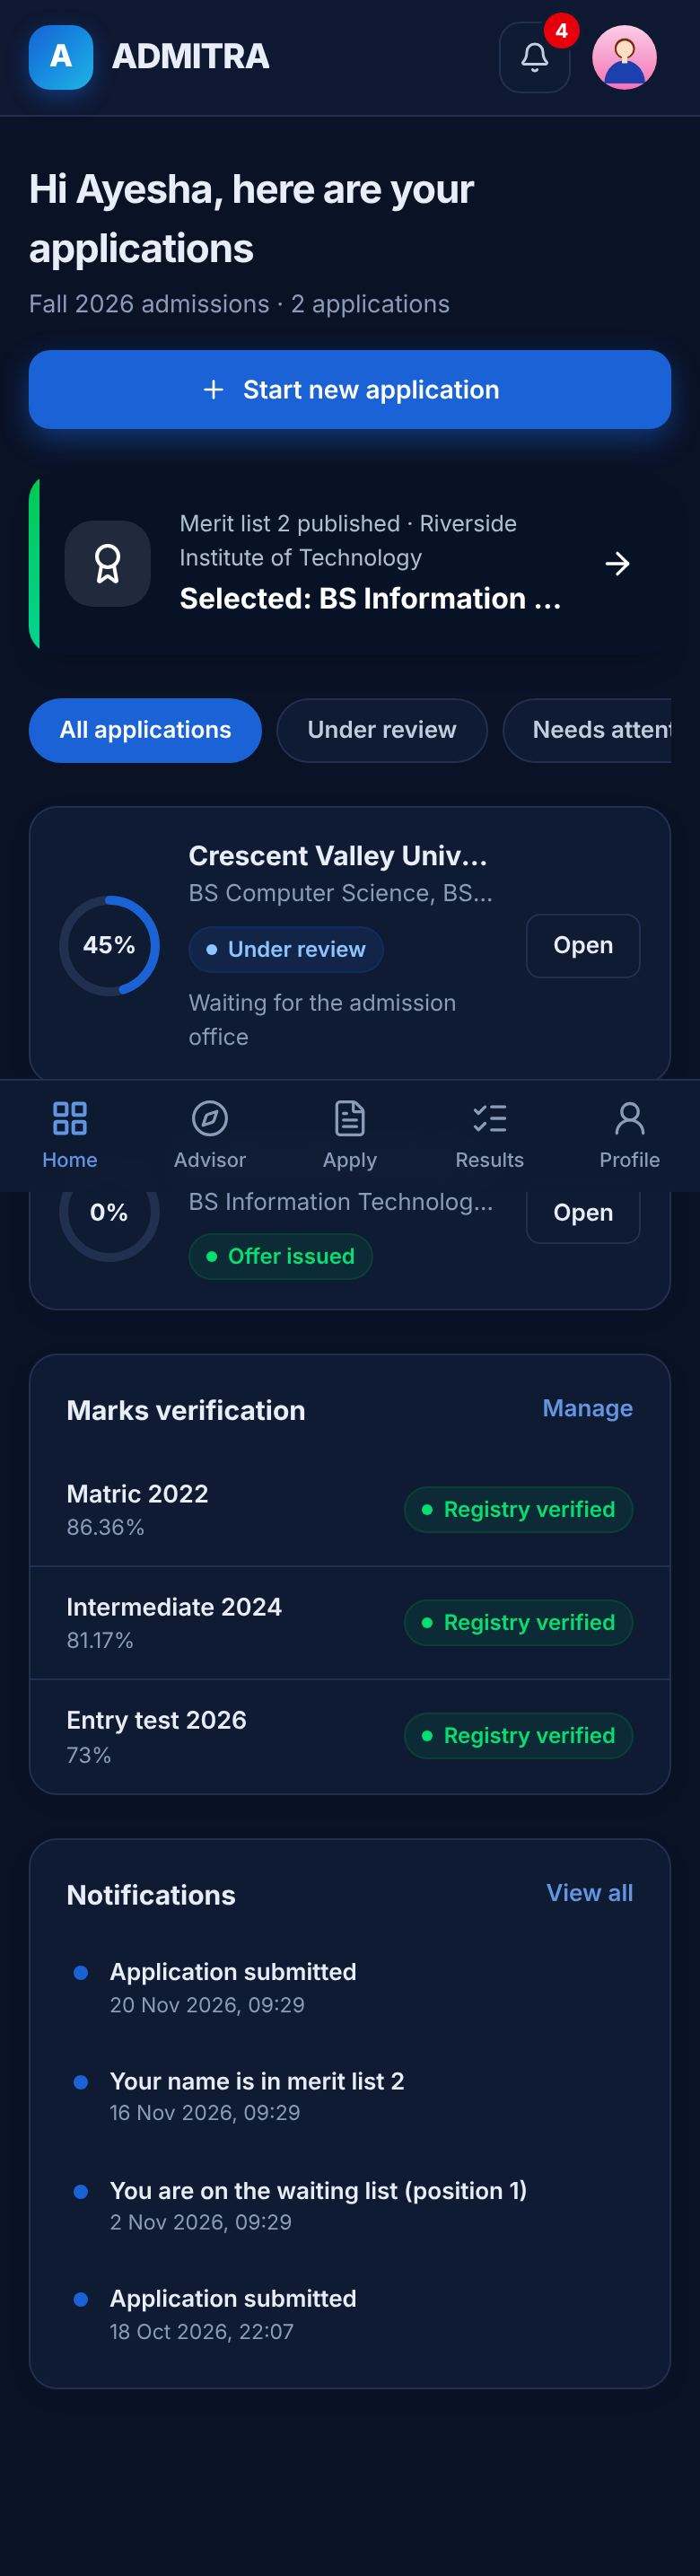 A ADMITRA
4
Hi Ayesha, here are your
applications
Fall 2026 admissions · 2 applications
+ Start new application
Merit list 2 published · Riverside
Institute of Technology
Selected: BS Information ...
All applications
Under review
Needs attent
Crescent Valley Univ...
BS Computer Science, BS...
45%
Under review
Open
Waiting for the admission
office
Home
Advisor
Apply
Results
Profile
BS Information Technolog...
0%
Open
Offer issued
Marks verification
Manage
Matric 2022
86.36%
Registry verified
Intermediate 2024
81.17%
Registry verified
Entry test 2026
73%
Registry verified
Notifications
View all
Application submitted
20 Nov 2026, 09:29
Your name is in merit list 2
16 Nov 2026, 09:29
You are on the waiting list (position 1)
2 Nov 2026, 09:29
Application submitted
18 Oct 2026, 22:07